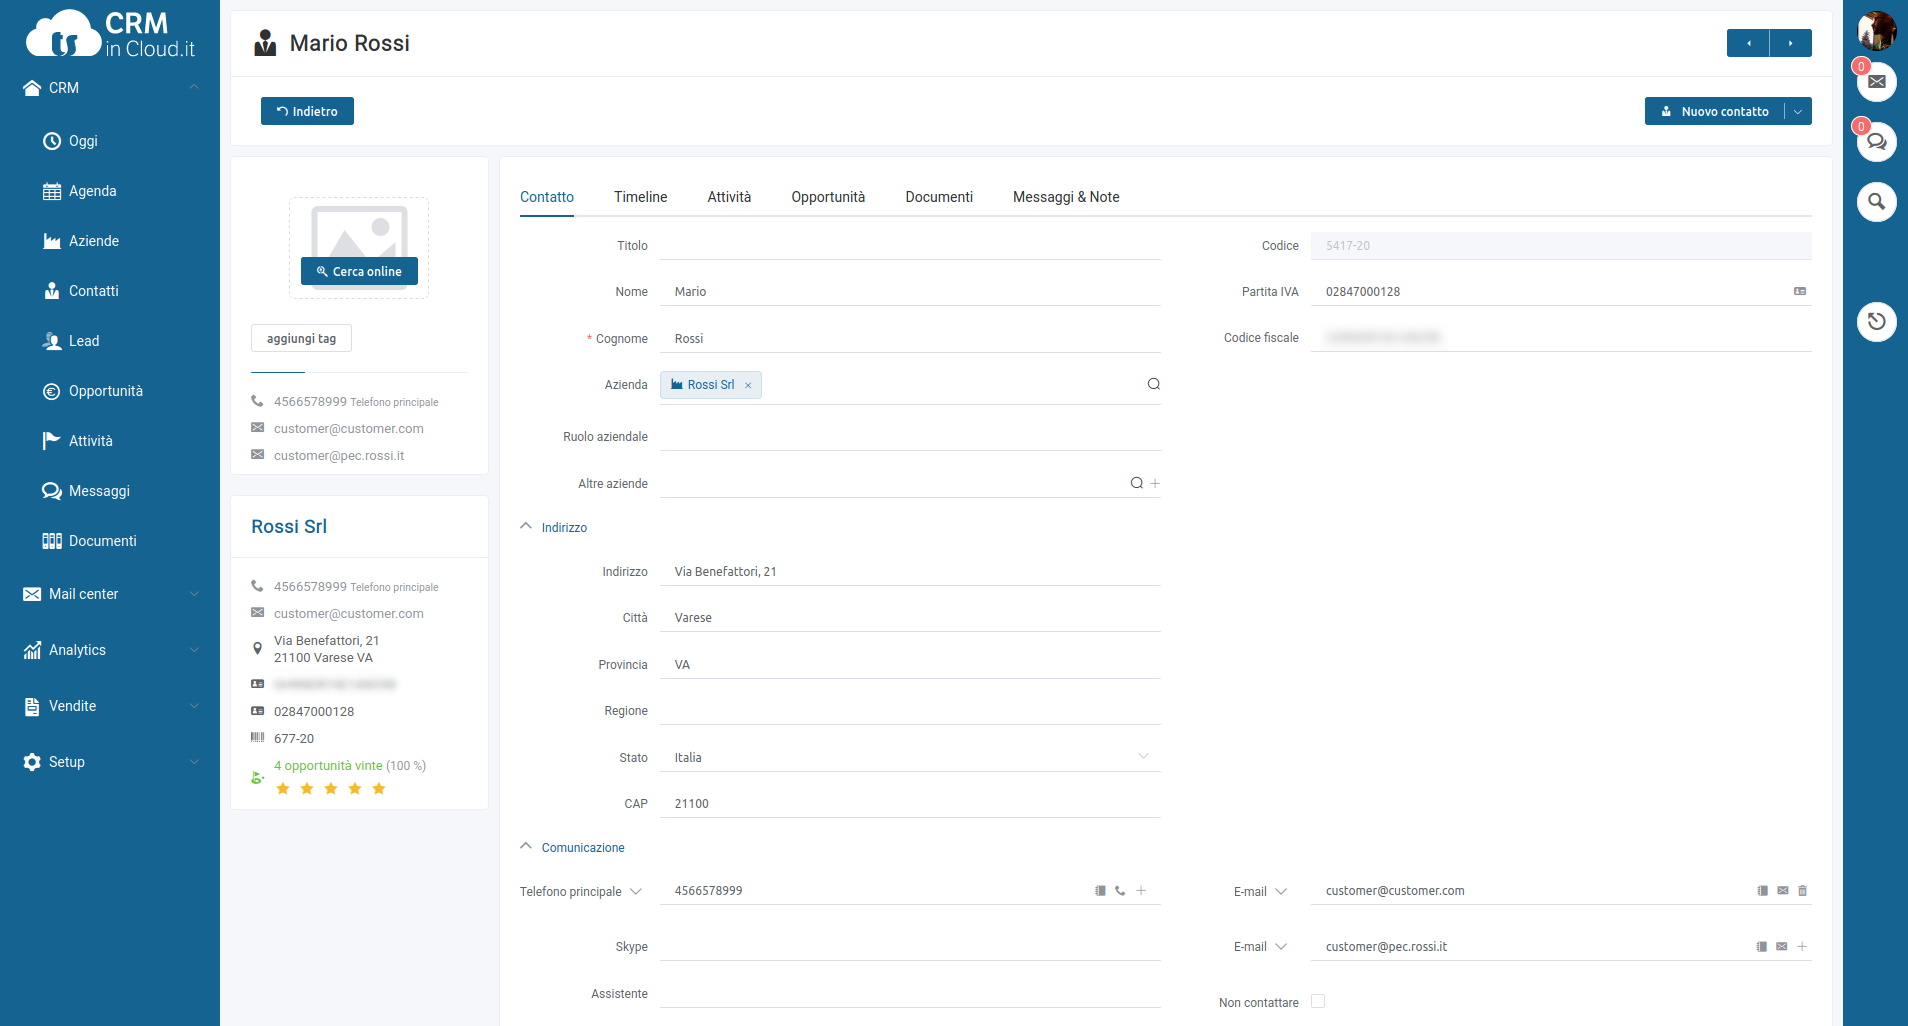 CRM
in Cloud.it
CRM
Oggi
Agenda
Aziende
Contatti
Lead
Opportunità
Attività
Messaggi
Documenti
Mail center
Analytics
Vendite
Setup
Mario Rossi
Indietro
Nuovo contatto
Cerca online
aggiungi tag
4566578999 Telefono principale
customer@customer.com
customer@pec.rossi.it
Rossi Srl
4566578999 Telefono principale
customer@customer.com
Via Benefattori, 21
21100 Varese VA
02847000128
677-20
4 opportunità vinte (100 %)
Contatto Timeline Attività Opportunità Documenti Messaggi & Note
Titolo
Codice 5417-20
Nome Mario
Partita IVA 02847000128
* Cognome Rossi
Codice fiscale
Azienda Rossi Srl ×
Ruolo aziendale
Altre aziende
Indirizzo
Indirizzo Via Benefattori, 21
Città Varese
Provincia VA
Regione
Stato Italia
CAP 21100
Comunicazione
Telefono principale 4566578999
E-mail customer@customer.com
Skype
E-mail customer@pec.rossi.it
Assistente
Non contattare
0
0